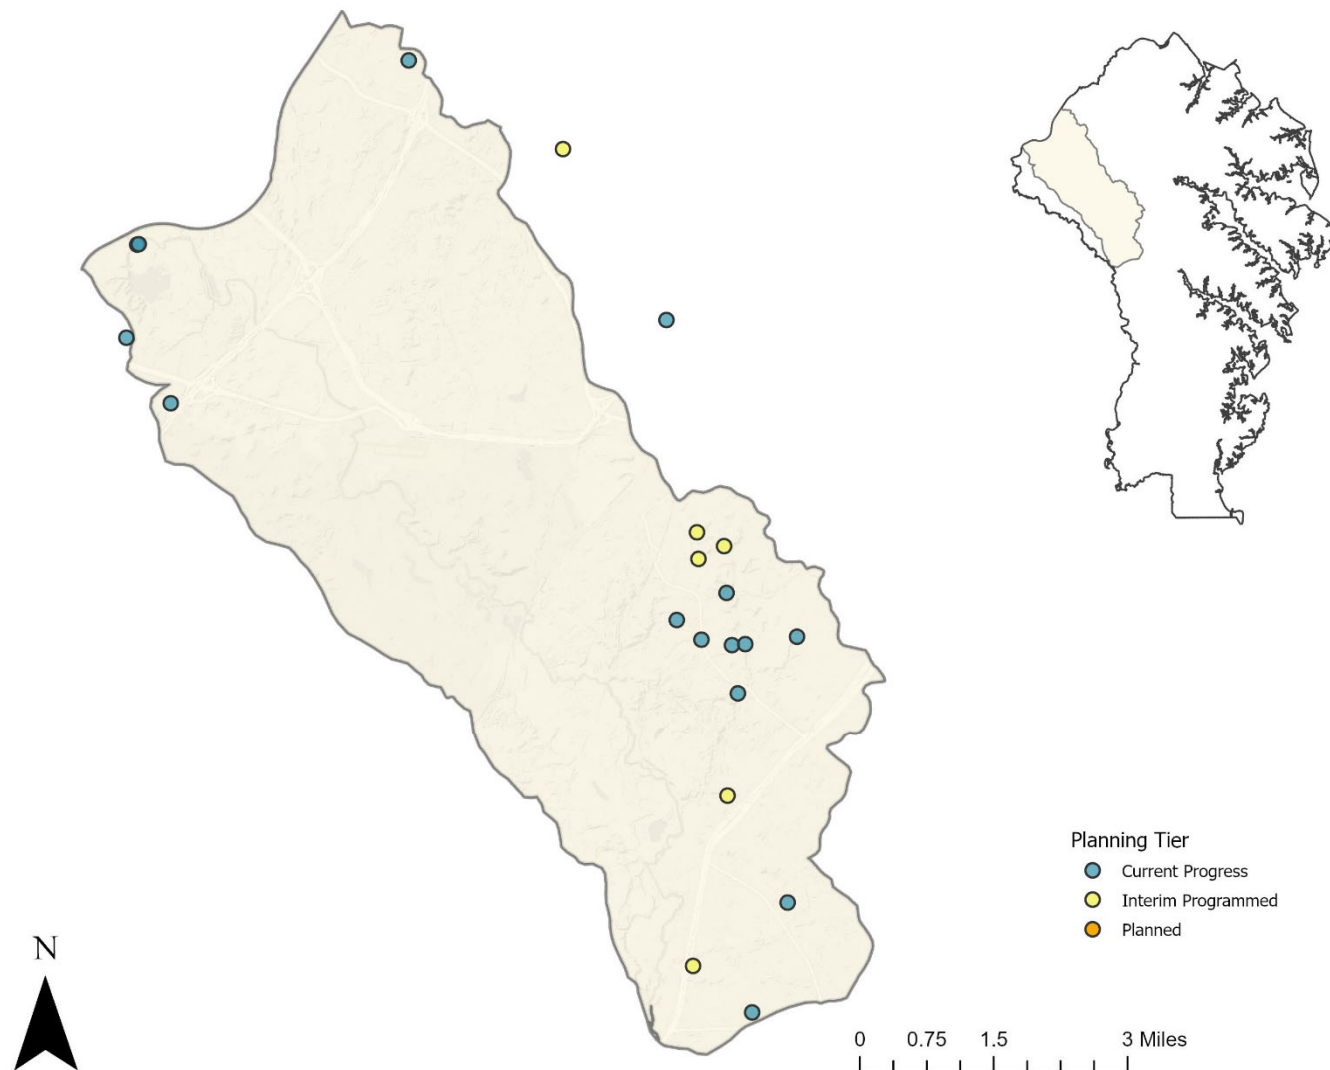 Planning Tier
Current Progress
Interim Programmed
Planned
N
0 0.75 1.5 3 Miles